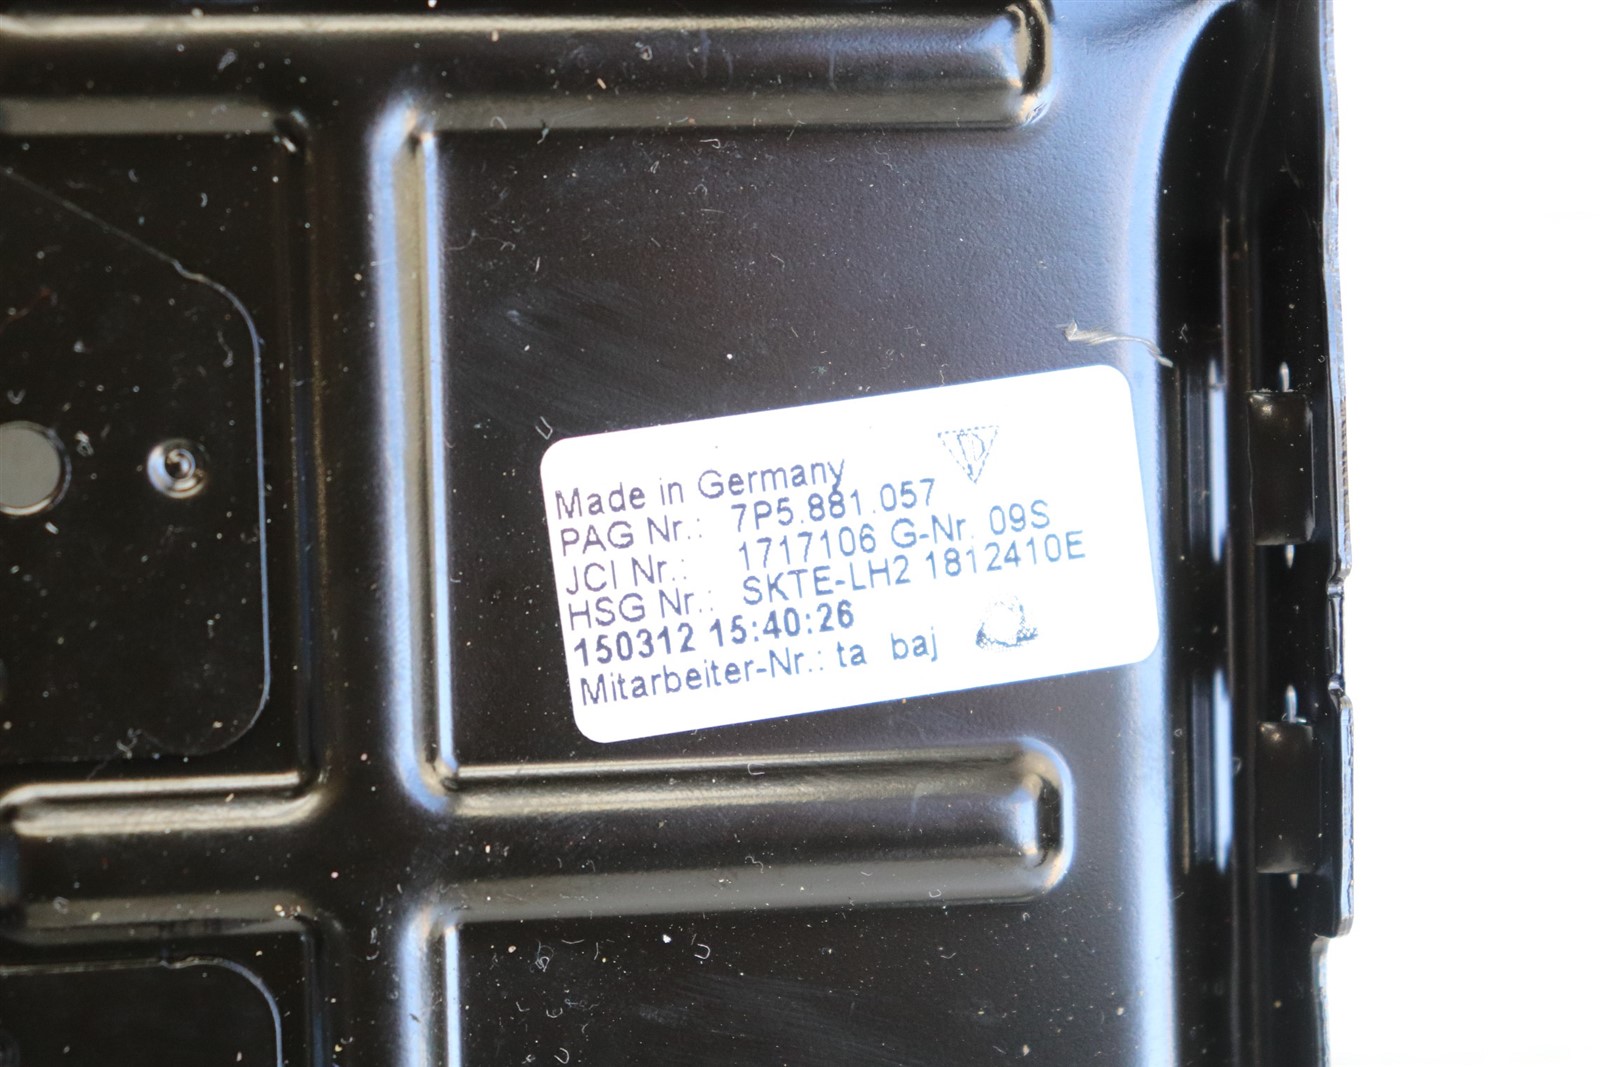 Made in Germany
PAG Nr.: 7P5.881.057
JCI Nr.: 1717106 G-Nr. 09S
HSG Nr.: SKTE-LH2 1812410E
150312 15:40:26
Mitarbeiter-Nr.: ta baj